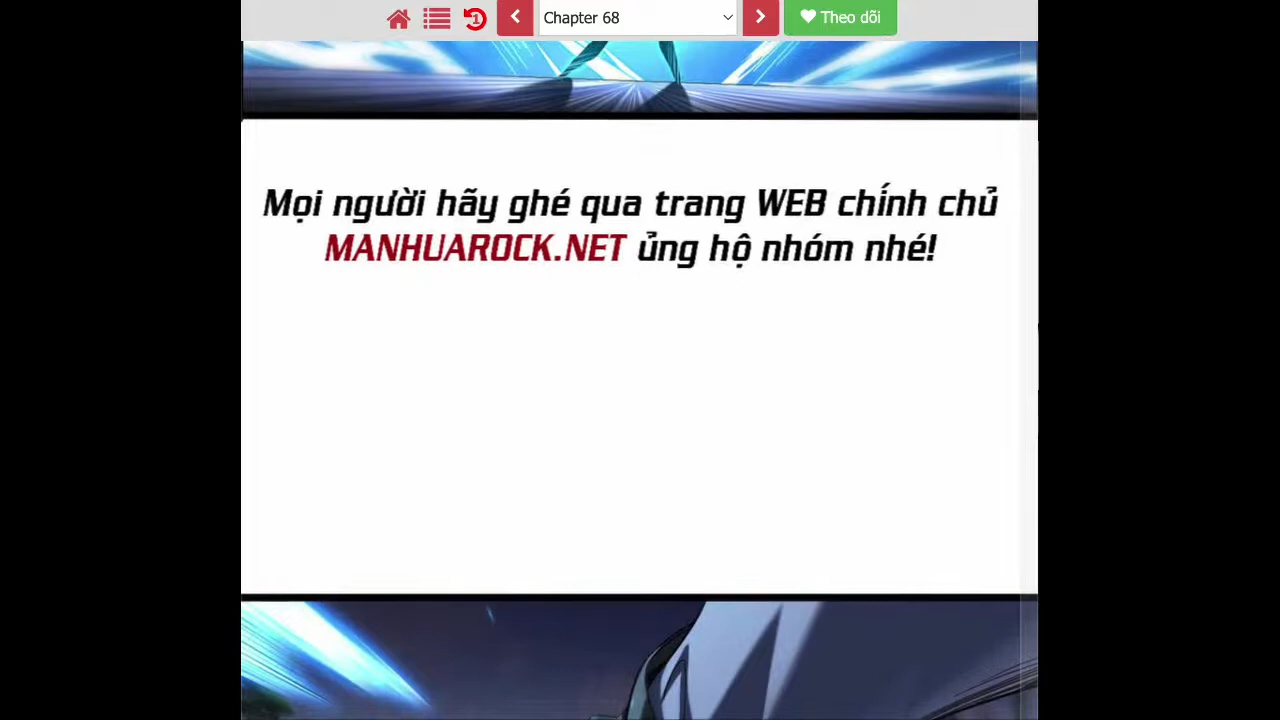 1
Chapter 68
Theo dõi
Mọi người hãy ghé qua trang WEB chính chủ
MANHUAROCK.NET ủng hộ nhóm nhé!